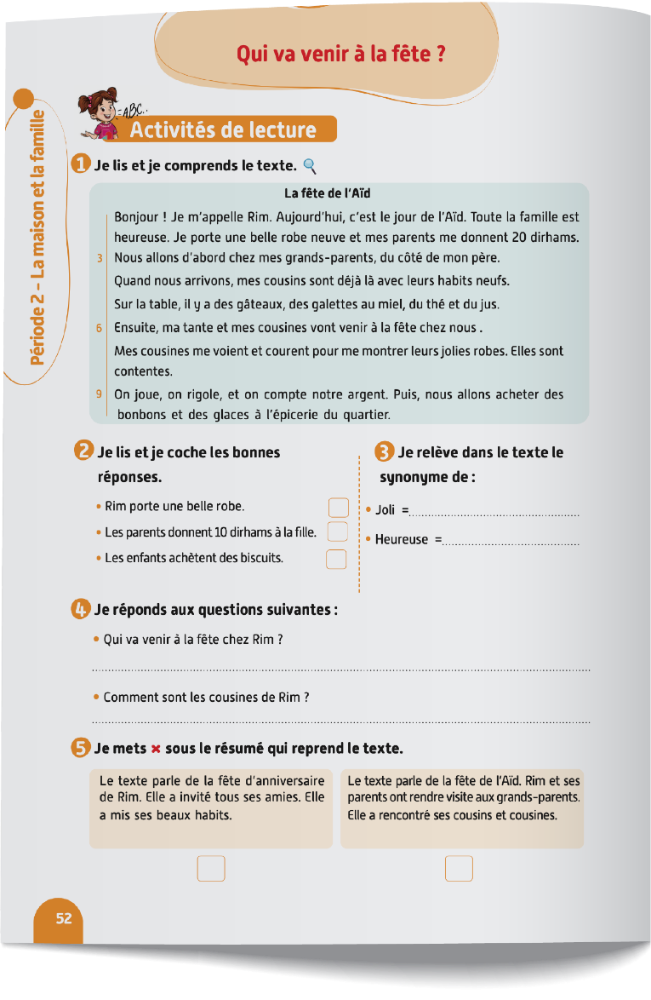 Qui va venir à la fête ?
ABC..
Activités de lecture
Période 2 - La maison et la famille
1 Je lis et je comprends le texte.
La fête de l'Aïd
Bonjour ! Je m'appelle Rim. Aujourd'hui, c'est le jour de l'Aïd. Toute la famille est
heureuse. Je porte une belle robe neuve et mes parents me donnent 20 dirhams.
3 Nous allons d'abord chez mes grands-parents, du côté de mon père.
Quand nous arrivons, mes cousins sont déjà là avec leurs habits neufs.
Sur la table, il y a des gâteaux, des galettes au miel, du thé et du jus.
6 Ensuite, ma tante et mes cousines vont venir à la fête chez nous .
Mes cousines me voient et courent pour me montrer leurs jolies robes. Elles sont
contentes.
9 On joue, on rigole, et on compte notre argent. Puis, nous allons acheter des
bonbons et des glaces à l'épicerie du quartier.
2 Je lis et je coche les bonnes
réponses.
• Rim porte une belle robe.
• Les parents donnent 10 dirhams à la fille.
• Les enfants achètent des biscuits.
3 Je relève dans le texte le
synonyme de :
• Joli =
• Heureuse =
4 Je réponds aux questions suivantes :
• Qui va venir à la fête chez Rim ?
• Comment sont les cousines de Rim ?
5 Je mets × sous le résumé qui reprend le texte.
Le texte parle de la fête d'anniversaire
de Rim. Elle a invité tous ses amies. Elle
a mis ses beaux habits.
Le texte parle de la fête de l'Aïd. Rim et ses
parents ont rendre visite aux grands-parents.
Elle a rencontré ses cousins et cousines.
52